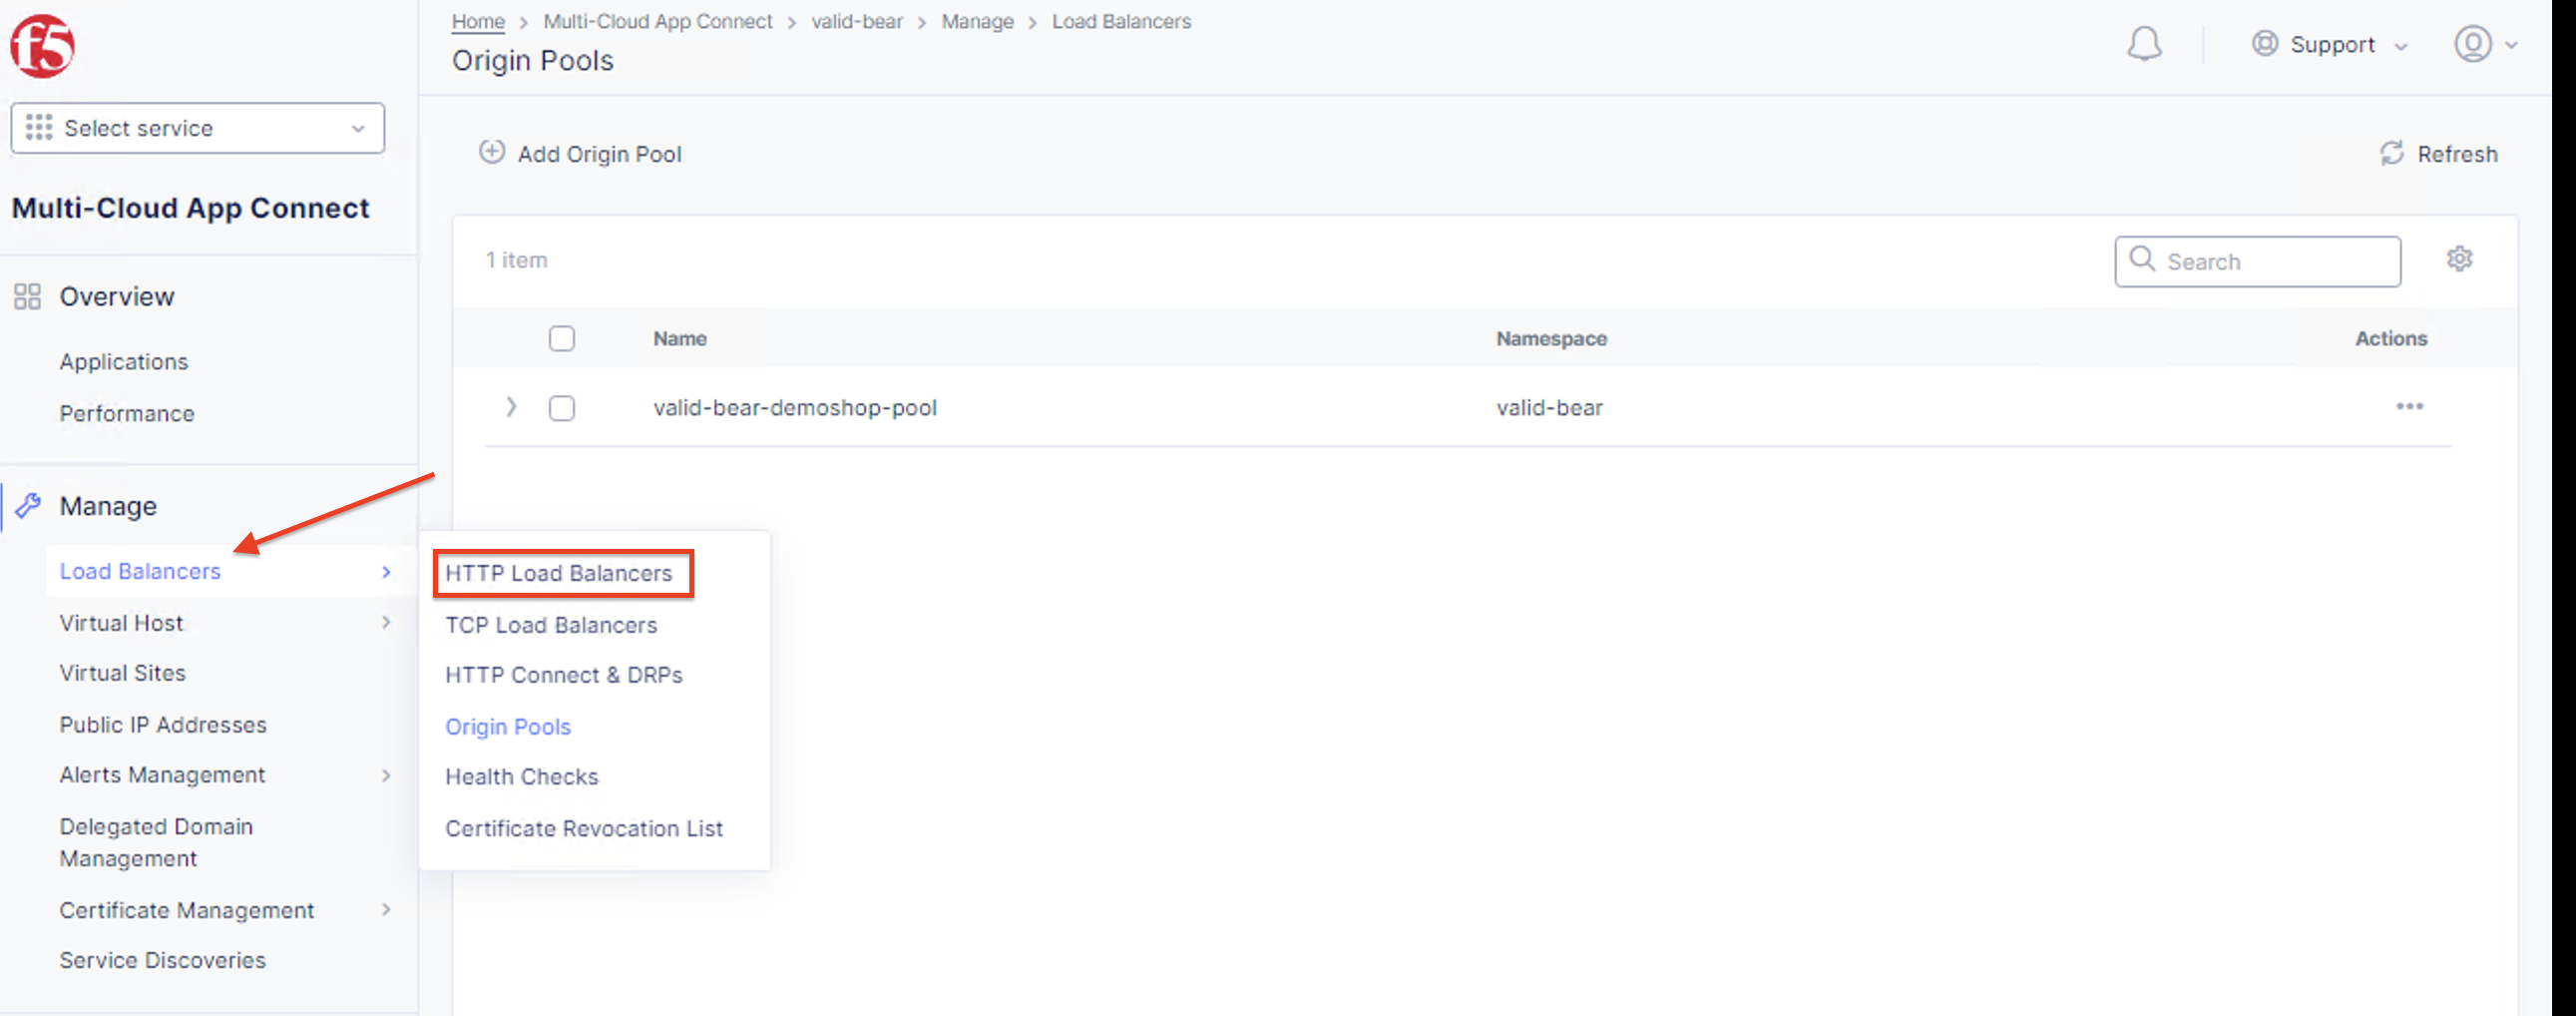 f5
Home > Multi-Cloud App Connect > valid-bear > Manage > Load Balancers
Origin Pools
Support
Select service
Multi-Cloud App Connect
Overview
Applications
Performance
Manage
Load Balancers
Virtual Host
Virtual Sites
Public IP Addresses
Alerts Management
Delegated Domain
Management
Certificate Management
Service Discoveries
HTTP Load Balancers
TCP Load Balancers
HTTP Connect & DRPs
Origin Pools
Health Checks
Certificate Revocation List
Add Origin Pool
Refresh
1 item
Search
Name Namespace Actions
valid-bear-demoshop-pool valid-bear